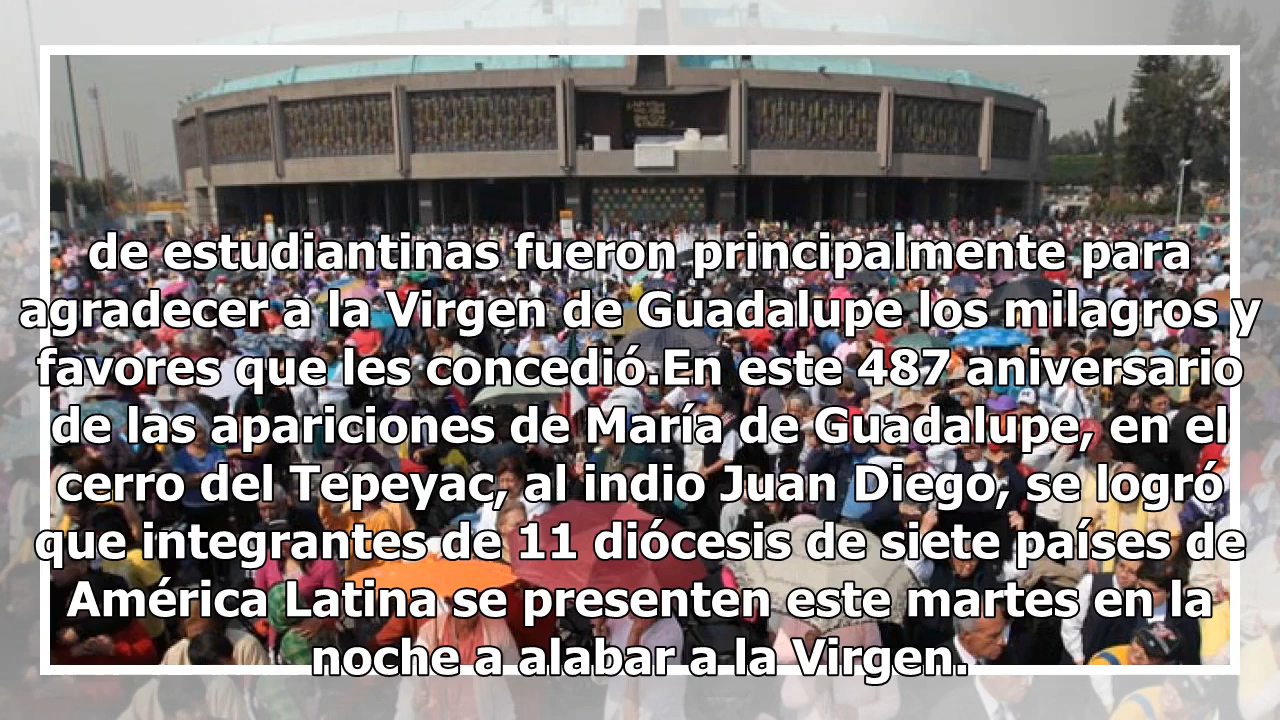 de estudiantinas fueron principalmente para
agradecer a la Virgen de Guadalupe los milagros y
favores que les concedió.En este 487 aniversario
de las apariciones de María de Guadalupe, en el
cerro del Tepeyac, al indio Juan Diego, se logró
que integrantes de 11 diócesis de siete países de
América Latina se presenten este martes en la
noche a alabar a la Virgen.